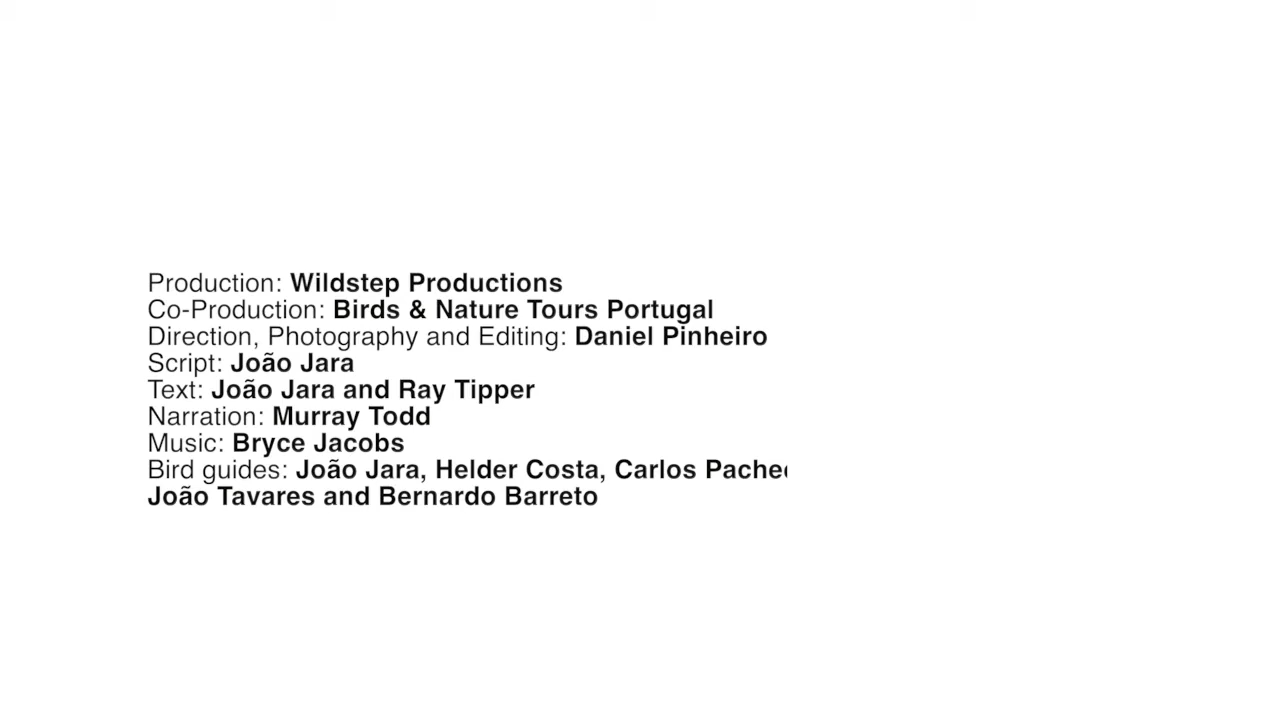 Production: Wildstep Productions
Co-Production: Birds & Nature Tours Portugal
Direction, Photography and Editing: Daniel Pinheiro
Script: João Jara
Text: João Jara and Ray Tipper
Narration: Murray Todd
Music: Bryce Jacobs
Bird guides: João Jara, Helder Costa, Carlos
João Tavares and Bernardo Barreto